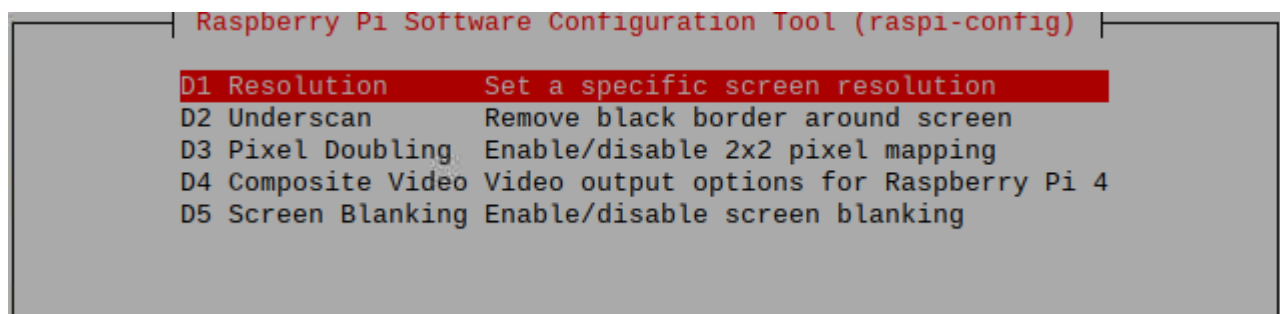 Raspberry Pi Software Configuration Tool (raspi-config)
D1 Resolution Set a specific screen resolution
D2 Underscan Remove black border around screen
D3 Pixel Doubling Enable/disable 2x2 pixel mapping
D4 Composite Video Video output options for Raspberry Pi 4
D5 Screen Blanking Enable/disable screen blanking